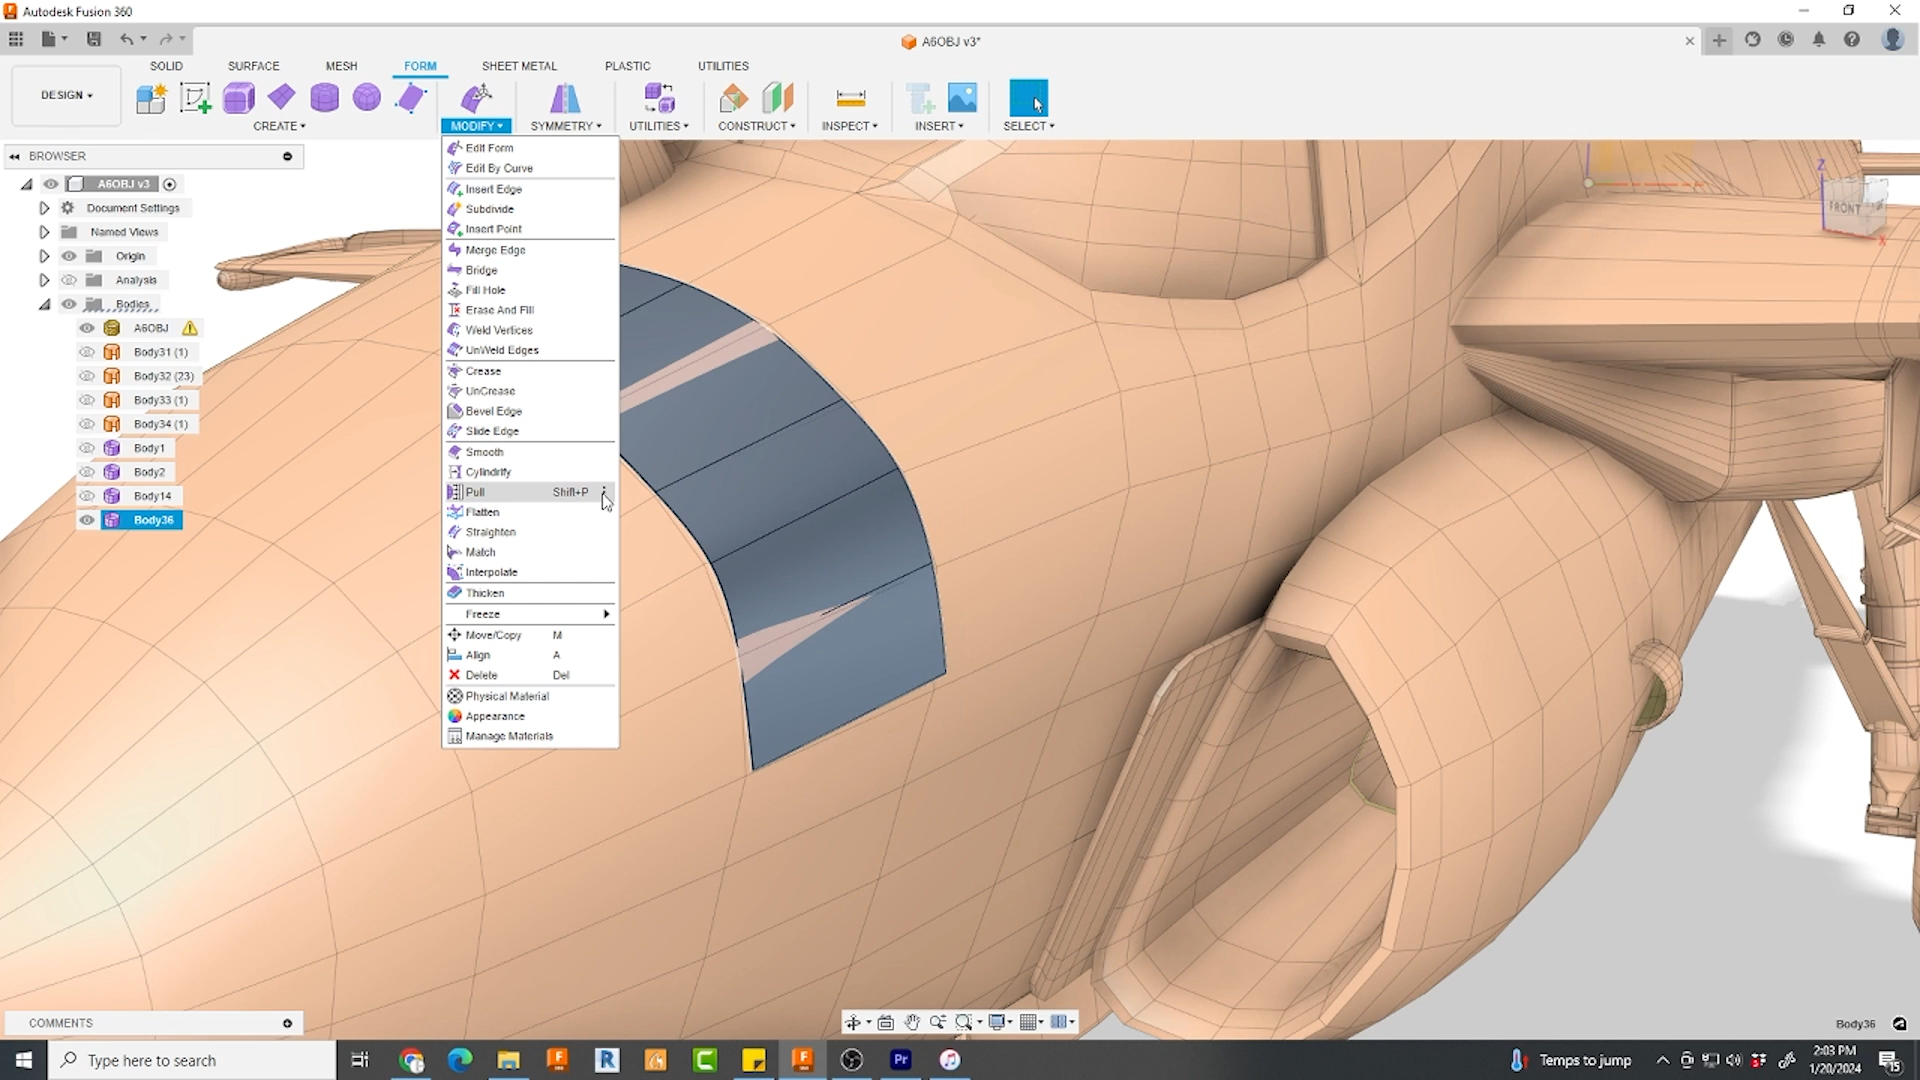 Autodesk Fusion 360
A6OBJ v3*
SOLID
SURFACE
MESH
FORM
SHEET METAL
PLASTIC
UTILITIES
DESIGN
CREATE
MODIFY
SYMMETRY
UTILITIES
CONSTRUCT
INSPECT
INSERT
SELECT
BROWSER
A6OBJ v3
Document Settings
Named Views
Origin
Analysis
Bodies
A6OBJ
Body31 (1)
Body32 (23)
Body33 (1)
Body34 (1)
Body1
Body2
Body14
Body36
Edit Form
Edit By Curve
Insert Edge
Subdivide
Insert Point
Merge Edge
Bridge
Fill Hole
Erase And Fill
Weld Vertices
UnWeld Edges
Crease
UnCrease
Bevel Edge
Slide Edge
Smooth
Cylindrify
Pull Shift+P
Flatten
Straighten
Match
Interpolate
Thicken
Freeze
Move/Copy M
Align A
Delete Del
Physical Material
Appearance
Manage Materials
Z
FRONT
X
COMMENTS
Body36
Type here to search
Temps to jump
2:03 PM
1/20/2024
15